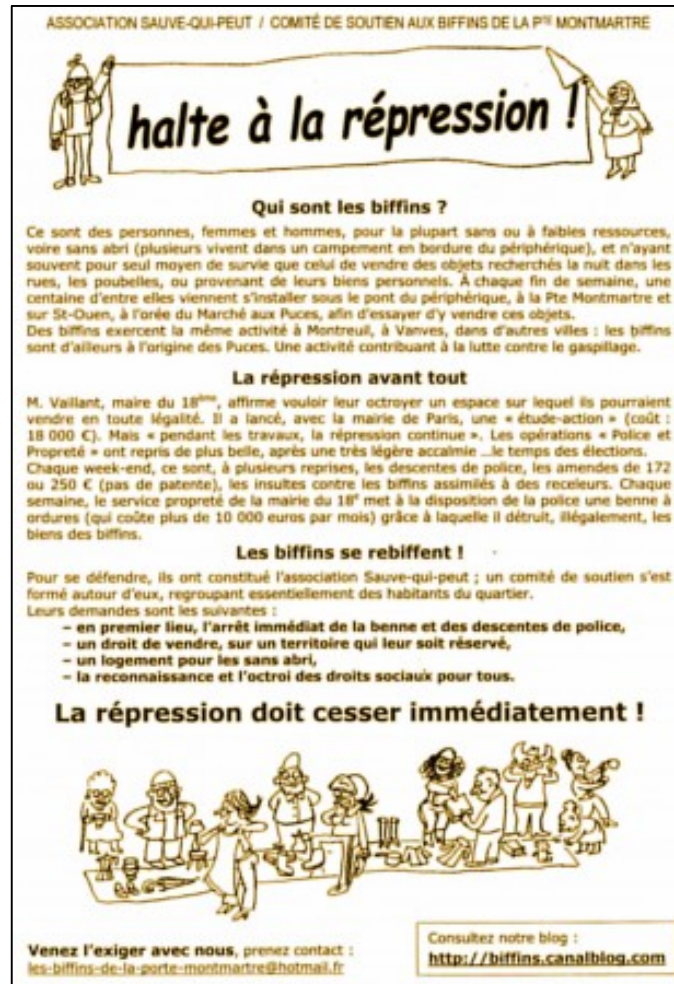 ASSOCIATION SAUVE-QUI-PEUT / COMITÉ DE SOUTIEN AUX BIFFINS DE LA PTE MONTMARTRE
halte à la répression !
Qui sont les biffins ?
Ce sont des personnes, femmes et hommes, pour la plupart sans ou à faibles ressources,
voire sans abri (plusieurs vivent dans un campement en bordure du périphérique), et n'ayant
souvent pour seul moyen de survie que celui de vendre des objets recherchés la nuit dans les
rues, les poubelles, ou provenant de leurs biens personnels. À chaque fin de semaine, une
centaine d'entre elles viennent s'installer sous le pont du périphérique, à la Pte Montmartre et
sur St-Ouen, à l'orée du Marché aux Puces, afin d'essayer d'y vendre ces objets.
Des biffins exercent la même activité à Montreuil, à Vanves, dans d'autres villes : les biffins
sont d'ailleurs à l'origine des Puces. Une activité contribuant à la lutte contre le gaspillage.
La répression avant tout
M. Vaillant, maire du 18ème, affirme vouloir leur octroyer un espace sur lequel ils pourraient
vendre en toute légalité. Il a lancé, avec la mairie de Paris, une « étude-action » (coût :
18 000 €). Mais « pendant les travaux, la répression continue ». Les opérations « Police et
Propreté » ont repris de plus belle, après une très légère accalmie ...le temps des élections.
Chaque week-end, ce sont, à plusieurs reprises, les descentes de police, les amendes de 172
ou 250 € (pas de patente), les insultes contre les biffins assimilés à des receleurs. Chaque
semaine, le service propreté de la mairie du 18e met à la disposition de la police une benne à
ordures (qui coûte plus de 10 000 euros par mois) grâce à laquelle il détruit, illégalement, les
biens des biffins.
Les biffins se rebiffent !
Pour se défendre, ils ont constitué l'association Sauve-qui-peut ; un comité de soutien s'est
formé autour d'eux, regroupant essentiellement des habitants du quartier.
Leurs demandes sont les suivantes :
– en premier lieu, l'arrêt immédiat de la benne et des descentes de police,
– un droit de vendre, sur un territoire qui leur soit réservé,
– un logement pour les sans abri,
– la reconnaissance et l'octroi des droits sociaux pour tous.
La répression doit cesser immédiatement !
Venez l'exiger avec nous, prenez contact :
les-biffins-de-la-porte-montmartre@hotmail.fr
Consultez notre blog :
http://biffins.canalblog.com